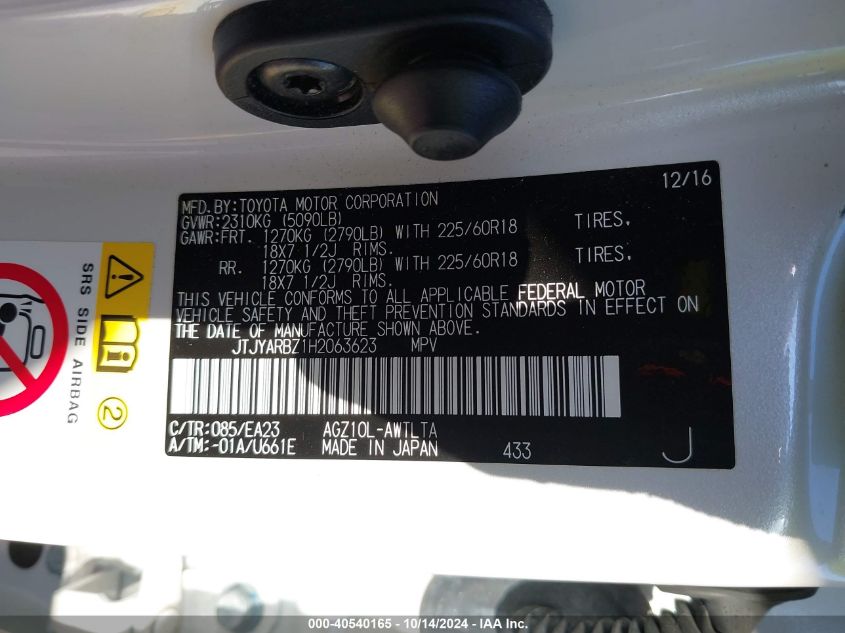 12/16
MFD.BY:TOYOTA MOTOR CORPORATION
GVWR:2310KG (5090LB)
GAWR:FRT. 1270KG (2790LB) WITH 225/60R18 TIRES.
18X7 1/2J RIMS.
RR. 1270KG (2790LB) WITH 225/60R18 TIRES.
18X7 1/2J RIMS.
THIS VEHICLE CONFORMS TO ALL APPLICABLE FEDERAL MOTOR
VEHICLE SAFETY AND THEFT PREVENTION STANDARDS IN EFFECT ON
THE DATE OF MANUFACTURE SHOWN ABOVE.
JTJYARBZ1H2063623 MPV
C/TR:085/EA23 AGZ10L-AWTLTA
A/TM:-01A/U661E MADE IN JAPAN 433 J
SRS SIDE AIRBAG
2
000-40540165 - 10/14/2024 - IAA Inc.